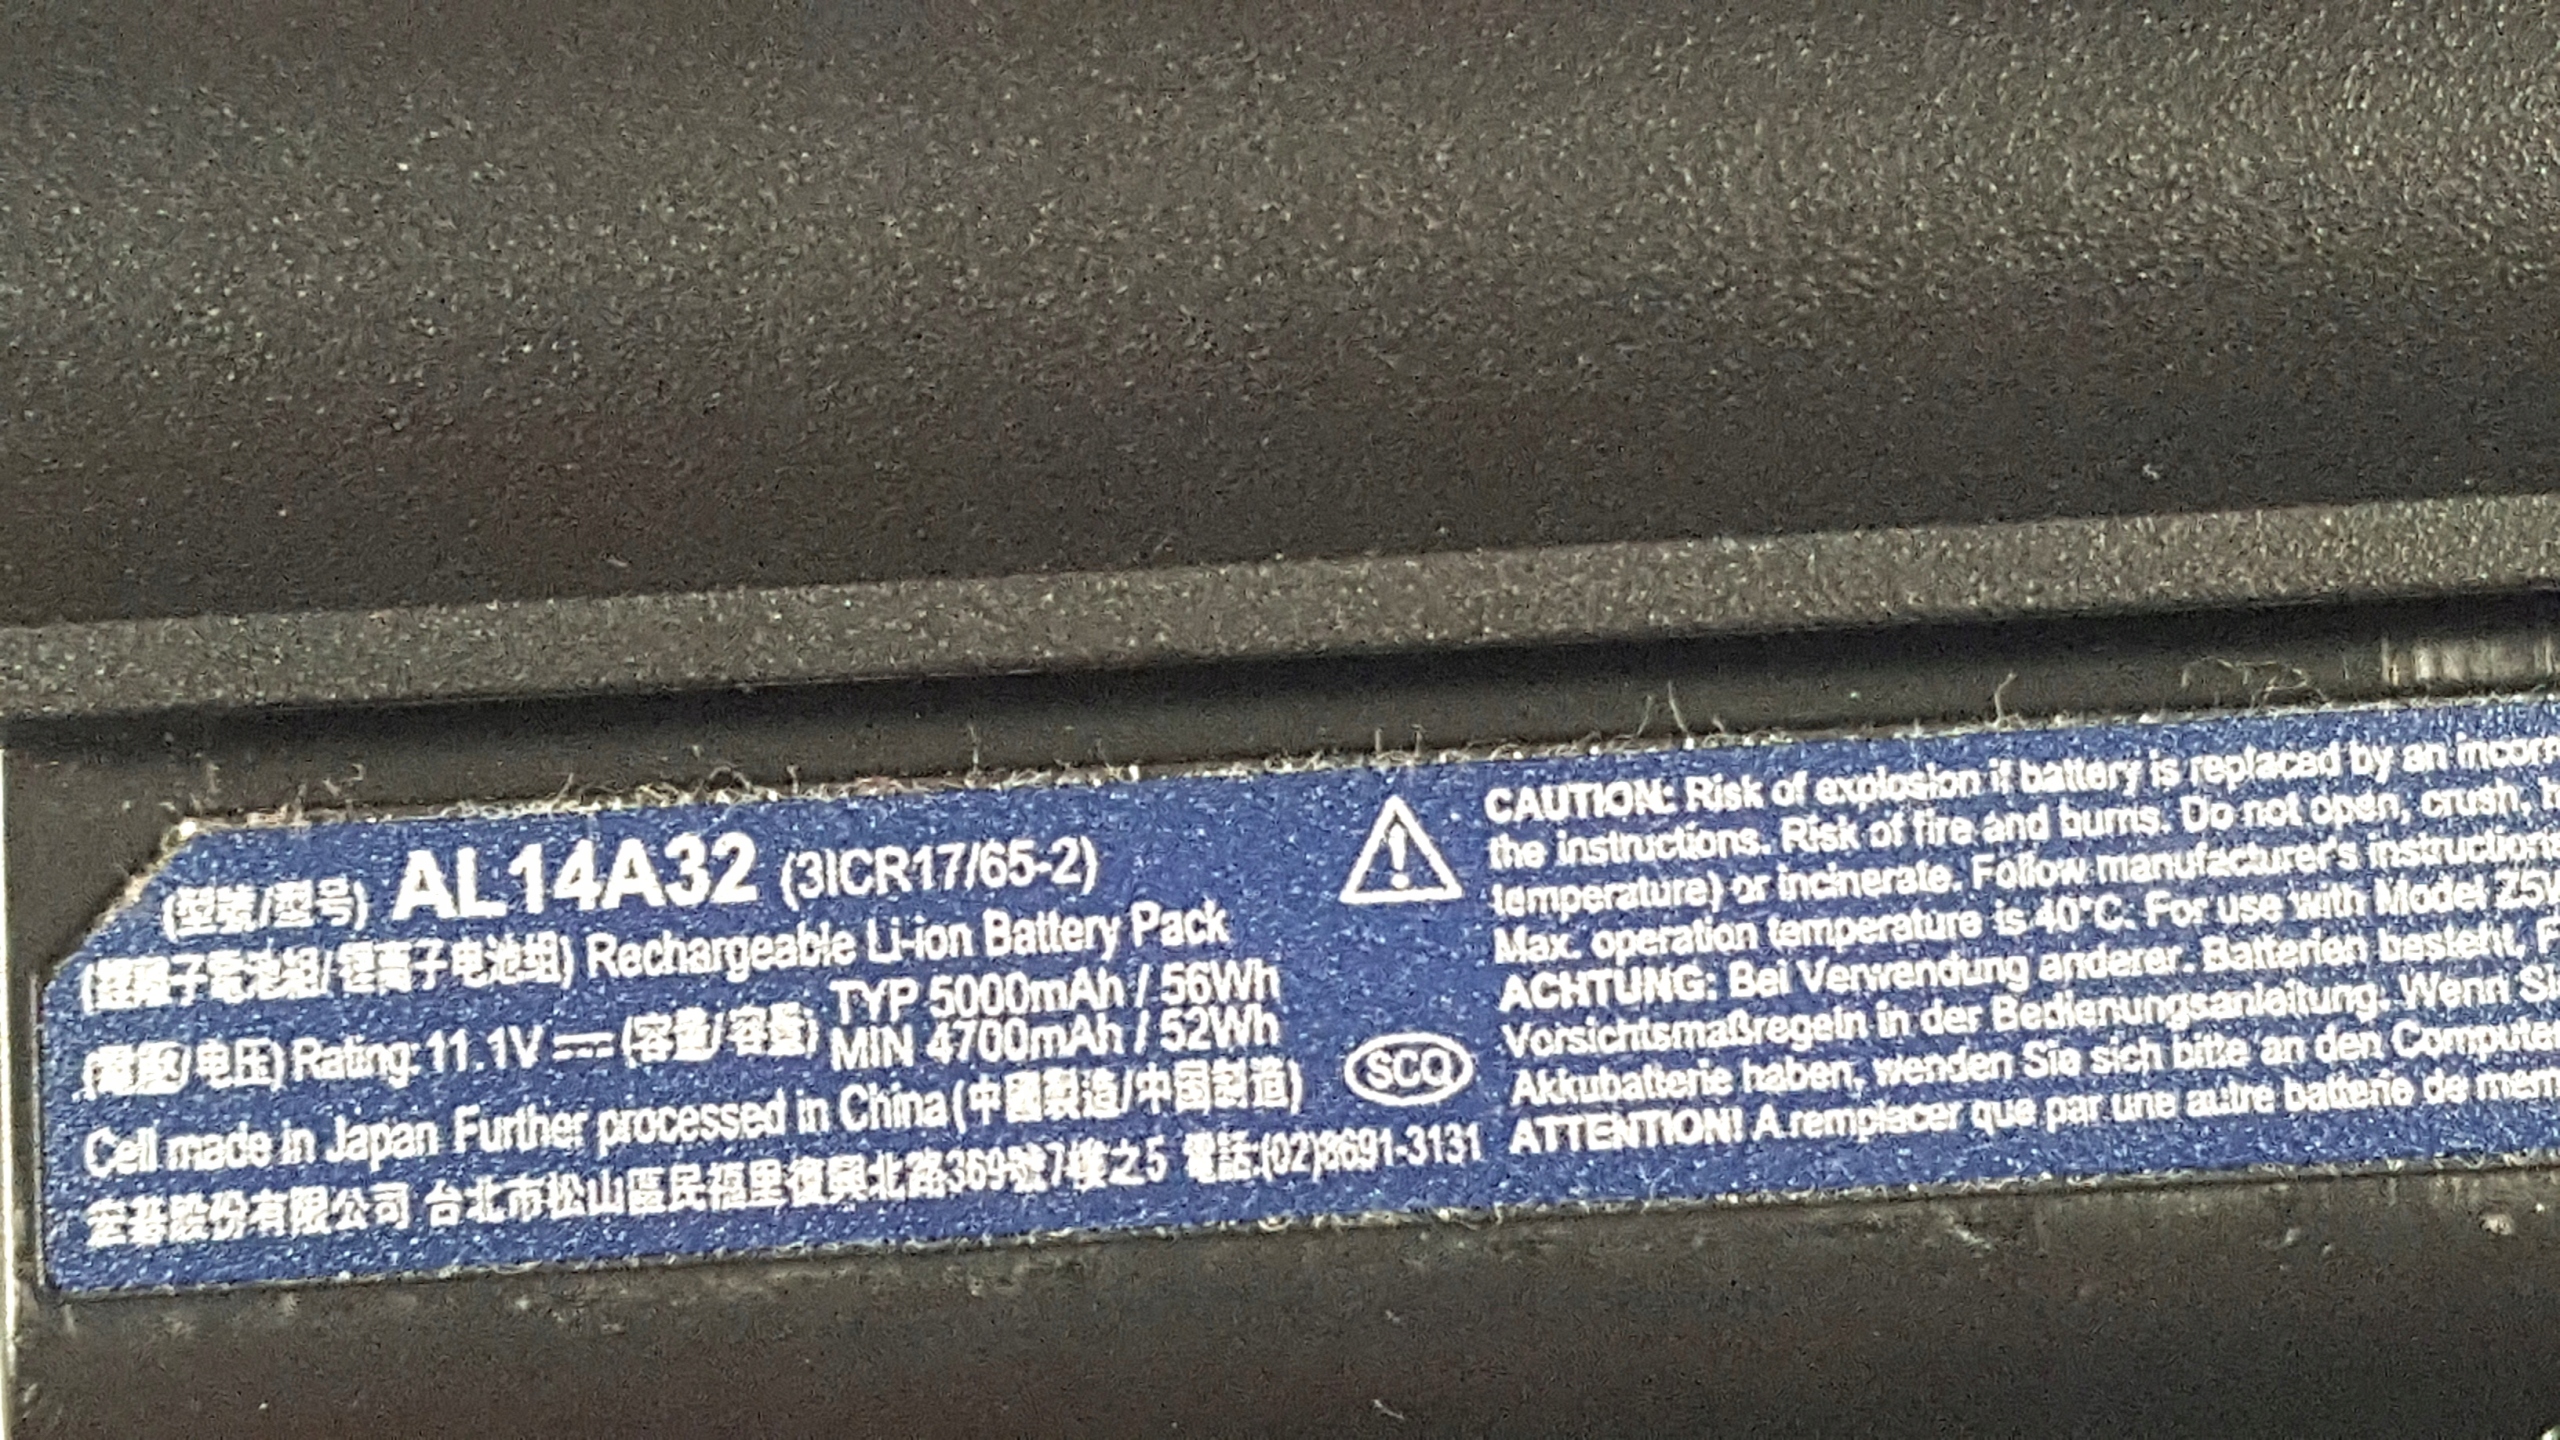 (型號/型号) AL14A32 (3ICR17/65-2)
(鋰離子電池組/锂离子电池组) Rechargeable Li-ion Battery Pack
(電壓/电压) Rating: 11.1V (容量/容量) TYP 5000mAh / 56Wh
MIN 4700mAh / 52Wh
Cell made in Japan Further processed in China (中國製造/中国制造)
宏碁股份有限公司 台北市松山區民福里復興北路369號7樓之5 電話:(02)8691-3131
SCQ
CAUTION: Risk of explosion if battery is replaced by an
the instructions. Risk of fire and burns. Do not open, crush,
temperature) or incinerate. Follow manufacturer's instructions
Max. operation temperature is 40°C. For use with Model
ACHTUNG: Bei Verwendung anderer. Batterien besteht,
Vorsichtsmaßregeln in der Bedienungsanleitung. Wenn
Akkubatterie haben, wenden Sie sich bitte an den
ATTENTION! A remplacer que par une autre batterie de